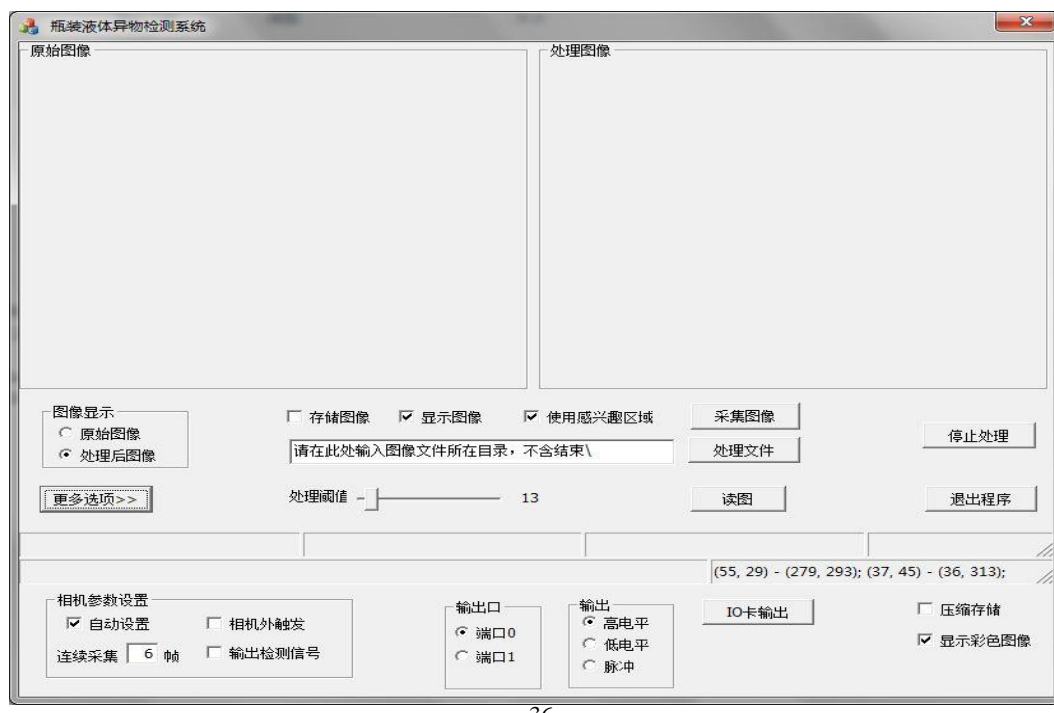 瓶装液体异物检测系统
原始图像
处理图像
图像显示
原始图像
处理后图像
存储图像
显示图像
使用感兴趣区域
采集图像
请在此处输入图像文件所在目录，不含结束\
处理文件
停止处理
更多选项>>
处理阈值
13
读图
退出程序
(55, 29) - (279, 293); (37, 45) - (36, 313);
相机参数设置
自动设置
相机外触发
连续采集 6 帧
输出检测信号
输出口
端口0
端口1
输出
高电平
低电平
脉冲
IO卡输出
压缩存储
显示彩色图像